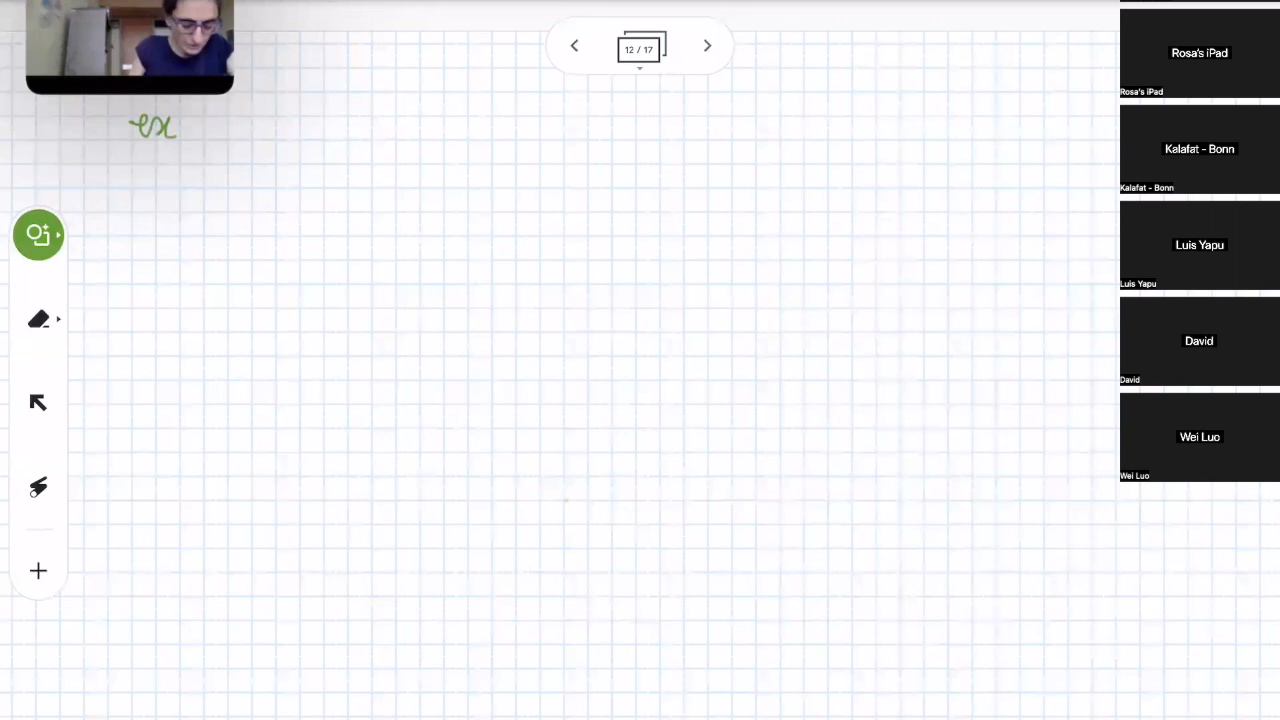 12 / 17
ex
Rosa's iPad
Rosa's iPad
Kalafat - Bonn
Kalafat - Bonn
Luis Yapu
Luis Yapu
David
David
Wei Luo
Wei Luo